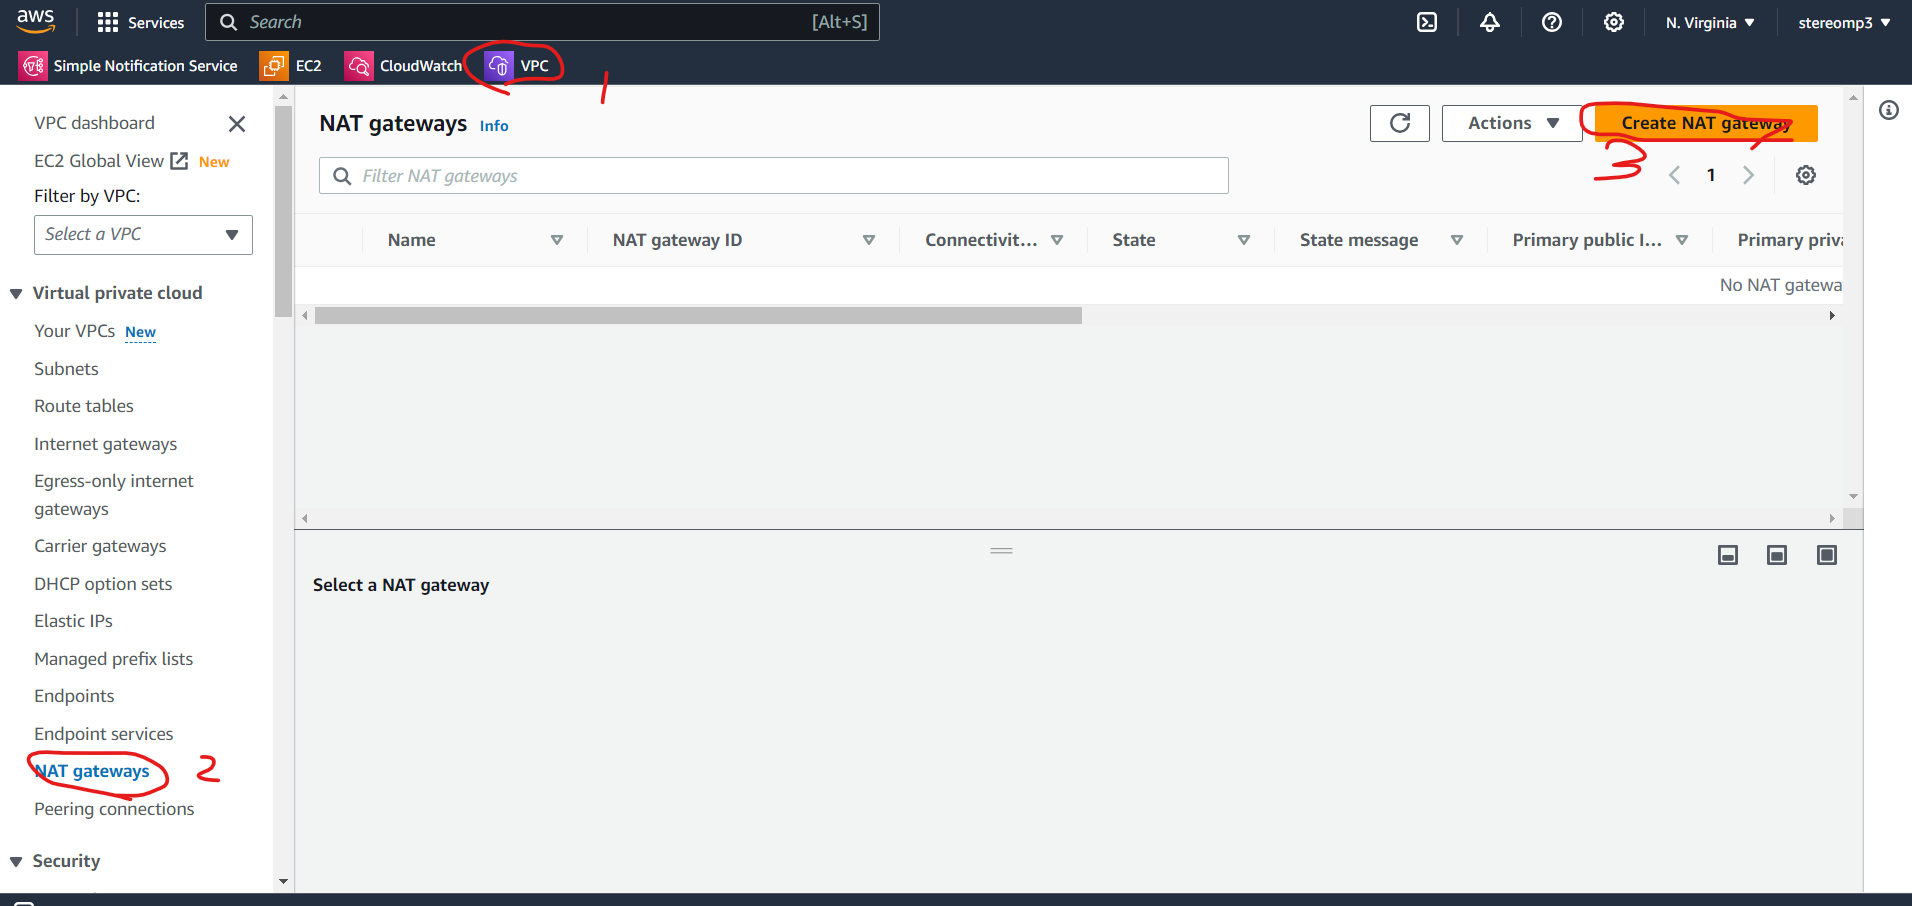 aws Services Search [Alt+S] N. Virginia stereomp3
Simple Notification Service EC2 CloudWatch VPC 1
VPC dashboard
EC2 Global View New
Filter by VPC:
Select a VPC
Virtual private cloud
Your VPCs New
Subnets
Route tables
Internet gateways
Egress-only internet
gateways
Carrier gateways
DHCP option sets
Elastic IPs
Managed prefix lists
Endpoints
Endpoint services
NAT gateways 2
Peering connections
Security
NAT gateways Info Actions Create NAT gateway
3
Filter NAT gateways 1
Name NAT gateway ID Connectivit... State State message Primary public I... Primary priva
No NAT gatewa
Select a NAT gateway